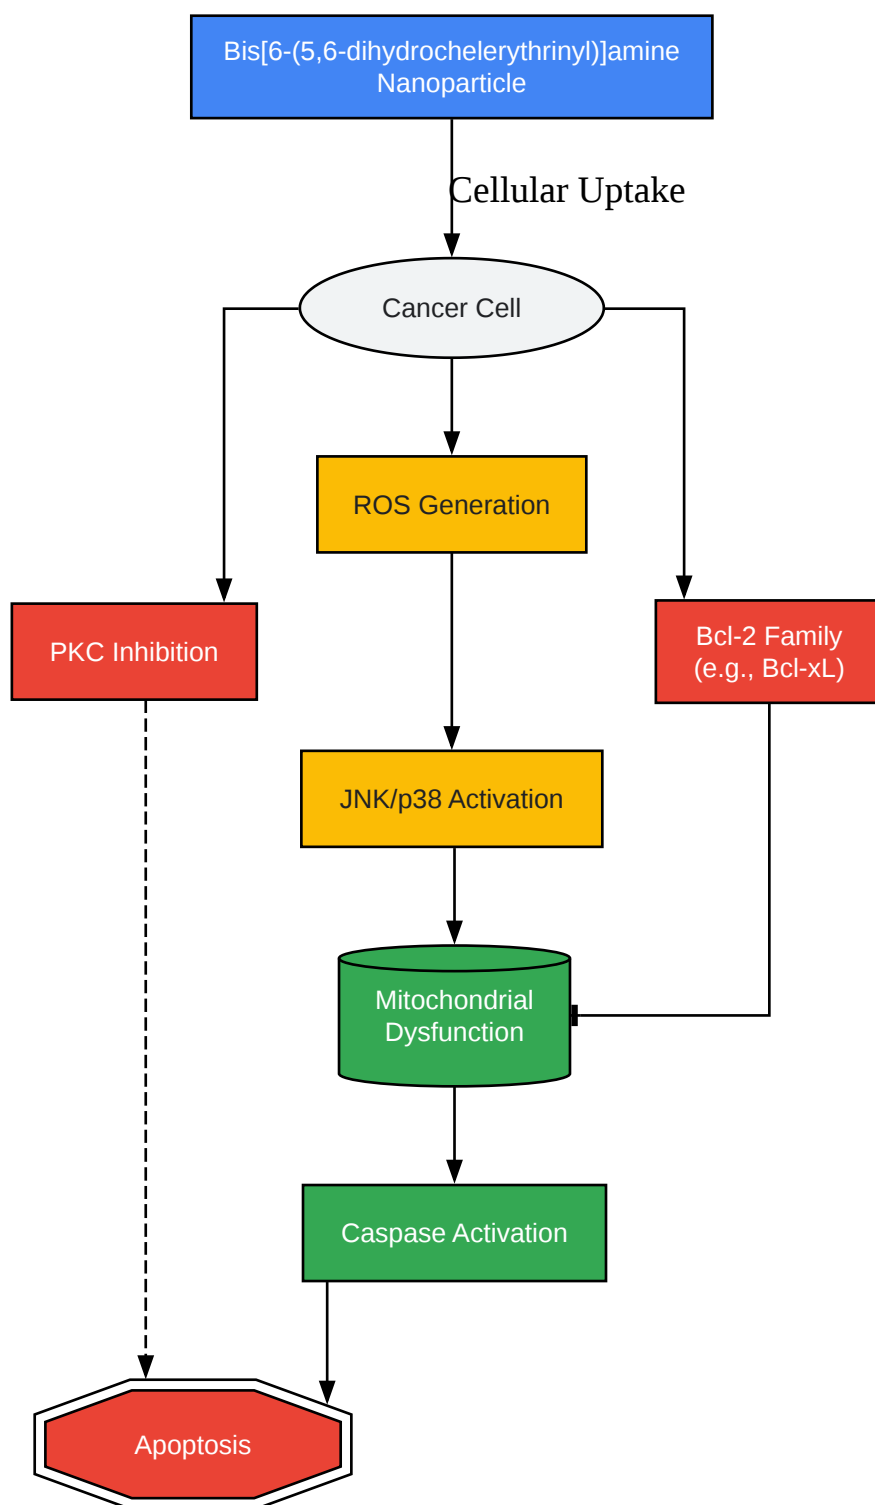 Bis[6-(5,6-dihydrochelerythrinyl)]amine
Nanoparticle
Cellular Uptake
Cancer Cell
ROS Generation
PKC Inhibition
Bcl-2 Family
(e.g., Bcl-xL)
JNK/p38 Activation
Mitochondrial
Dysfunction
Caspase Activation
Apoptosis